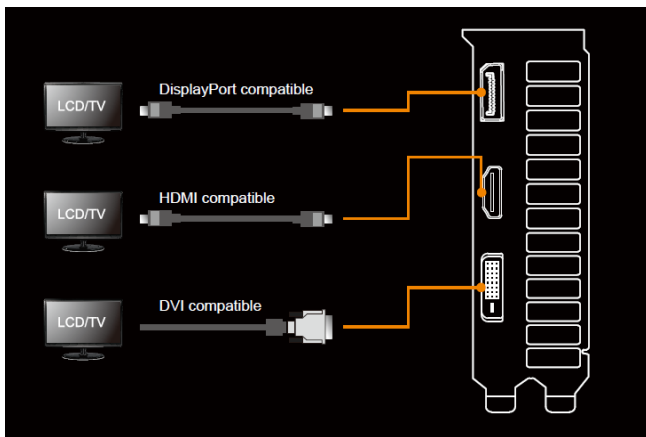 DisplayPort compatible
LCD/TV
HDMI compatible
LCD/TV
DVI compatible
LCD/TV